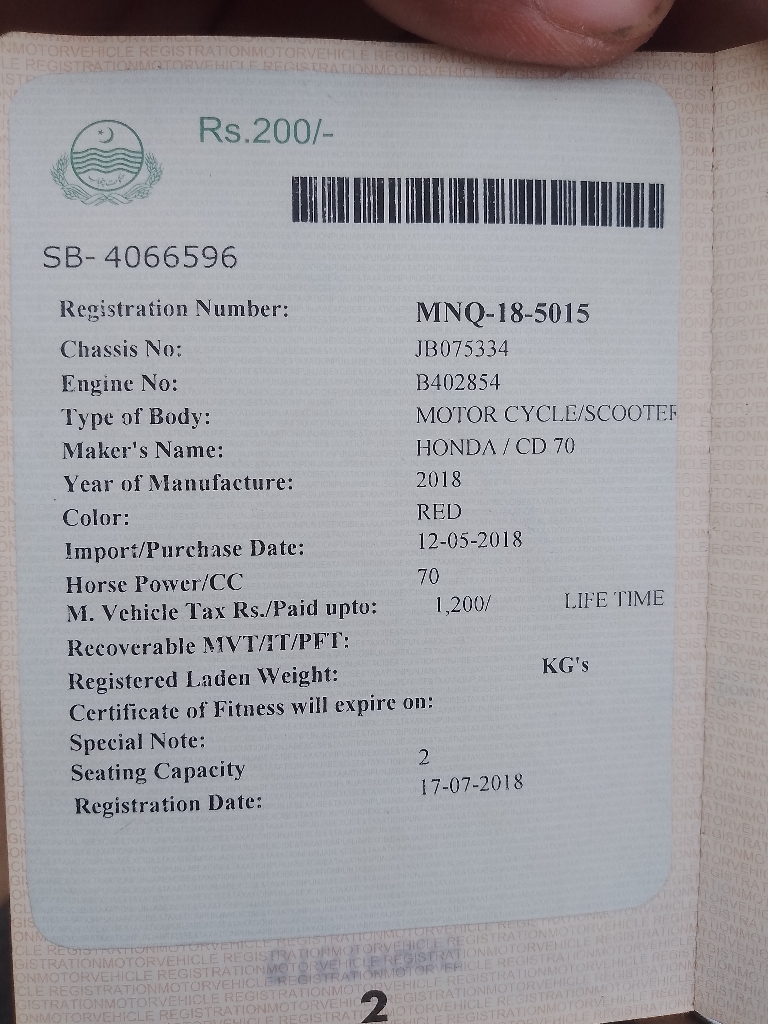 Rs.200/-
SB- 4066596
Registration Number: MNQ-18-5015
Chassis No: JB075334
Engine No: B402854
Type of Body: MOTOR CYCLE/SCOOTER
Maker's Name: HONDA / CD 70
Year of Manufacture: 2018
Color: RED
Import/Purchase Date: 12-05-2018
Horse Power/CC 70
M. Vehicle Tax Rs./Paid upto: 1,200/ LIFE TIME
Recoverable MVT/IT/PFT:
Registered Laden Weight: KG's
Certificate of Fitness will expire on:
Special Note:
Seating Capacity 2
Registration Date: 17-07-2018
2